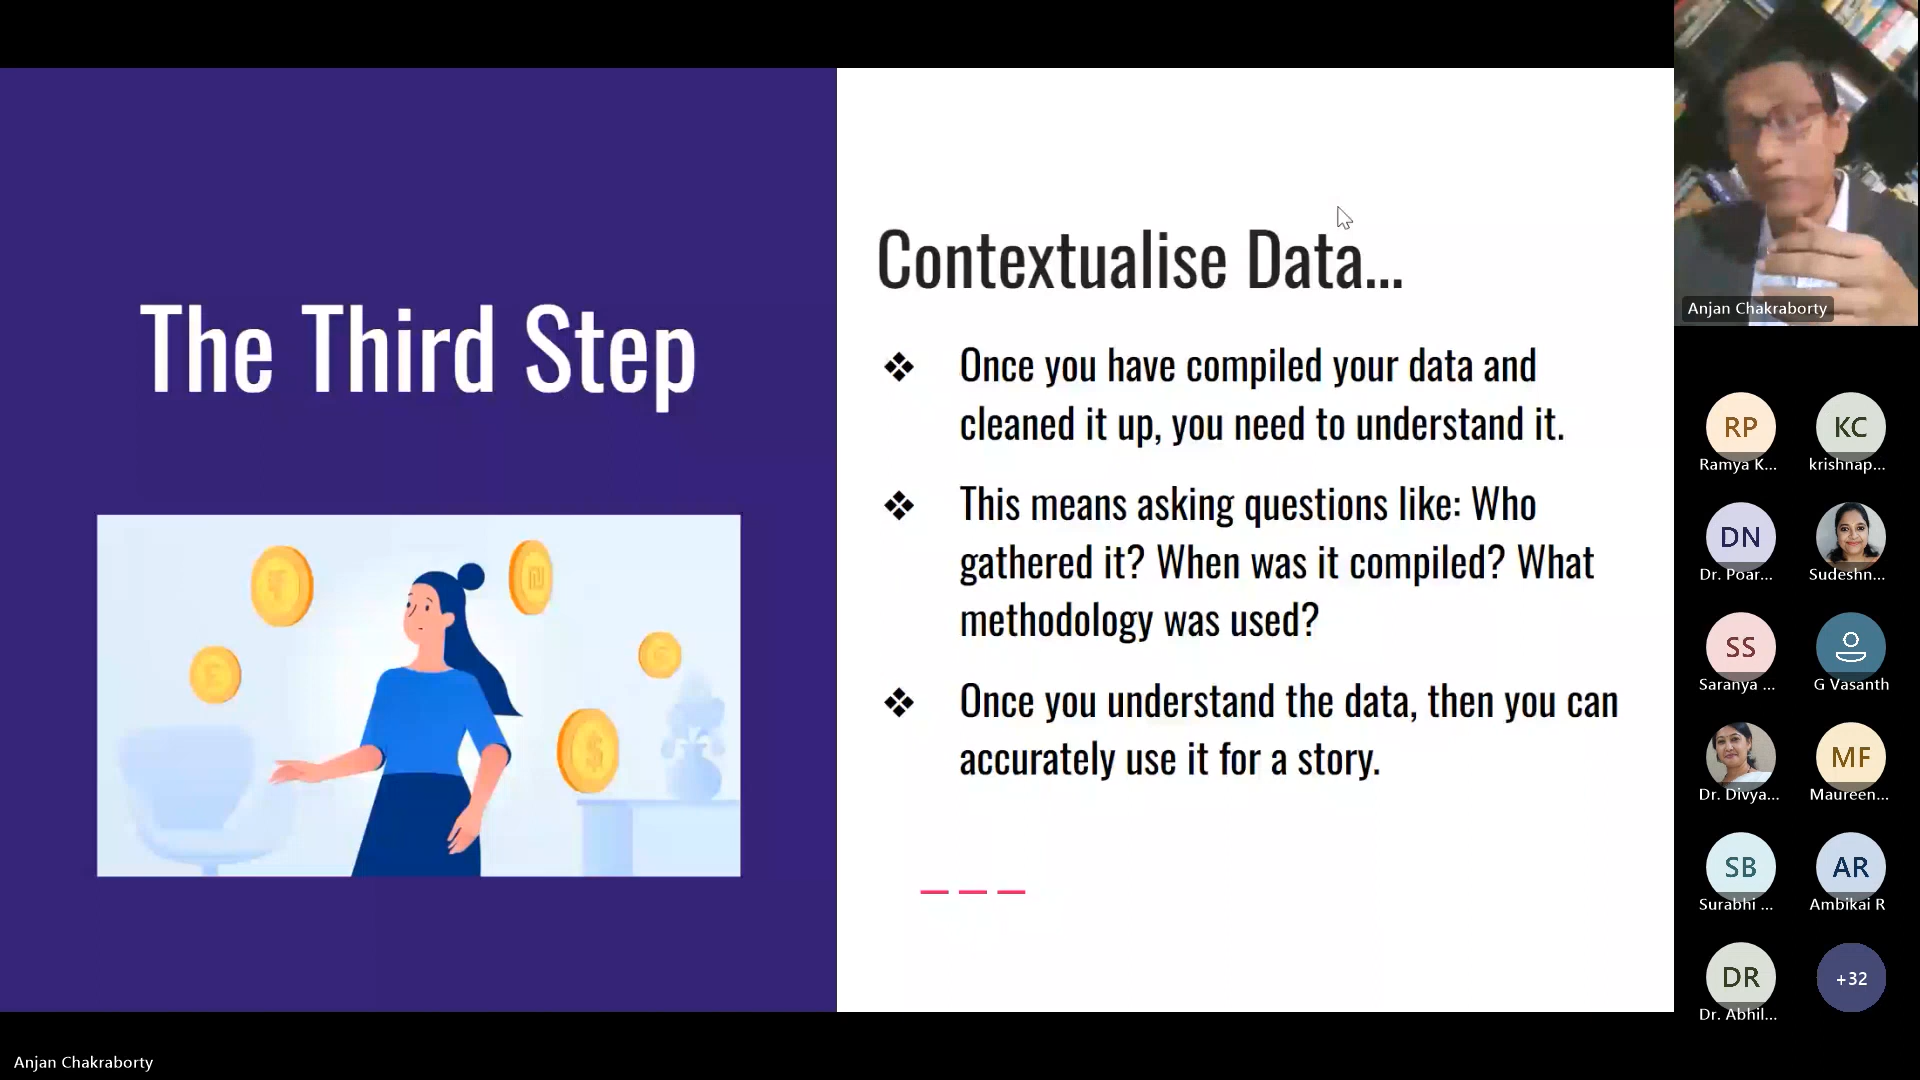 The Third Step
Contextualise Data...
❖ Once you have compiled your data and
cleaned it up, you need to understand it.
❖ This means asking questions like: Who
gathered it? When was it compiled? What
methodology was used?
❖ Once you understand the data, then you can
accurately use it for a story.
Anjan Chakraborty
RP
KC
Ramya K...
krishnap...
DN
Dr. Poar...
Sudeshn...
SS
Saranya ...
G Vasanth
MF
Dr. Divya...
Maureen...
SB
AR
Surabhi ...
Ambikai R
DR
+32
Dr. Abhil...
Anjan Chakraborty